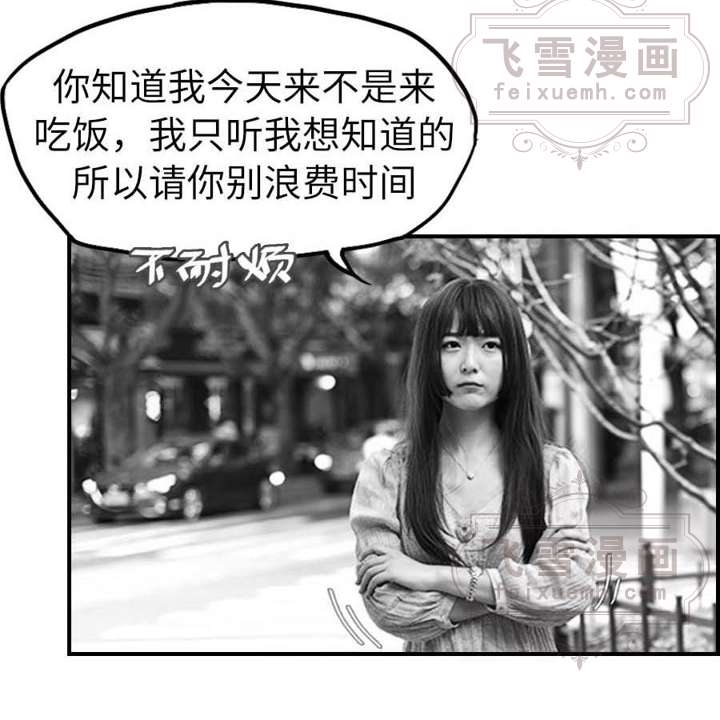 飞雪漫画
feixuemh.com
你知道我今天来不是来
吃饭，我只听我想知道的
所以请你别浪费时间
不耐烦
飞雪漫画
feixuemh.com